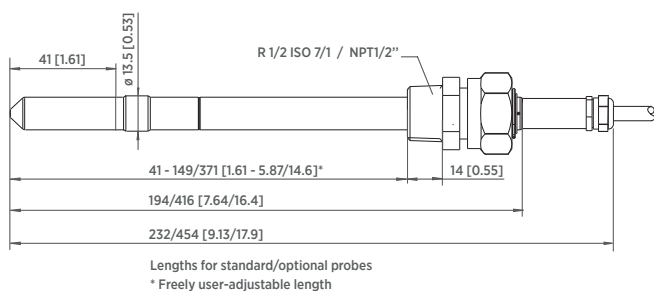 41 [1.61]
ø 13.5 [0.53]
R 1/2 ISO 7/1 / NPT1/2”
41 - 149/371 [1.61 - 5.87/14.6]*
14 [0.55]
194/416 [7.64/16.4]
232/454 [9.13/17.9]
Lengths for standard/optional probes
* Freely user-adjustable length